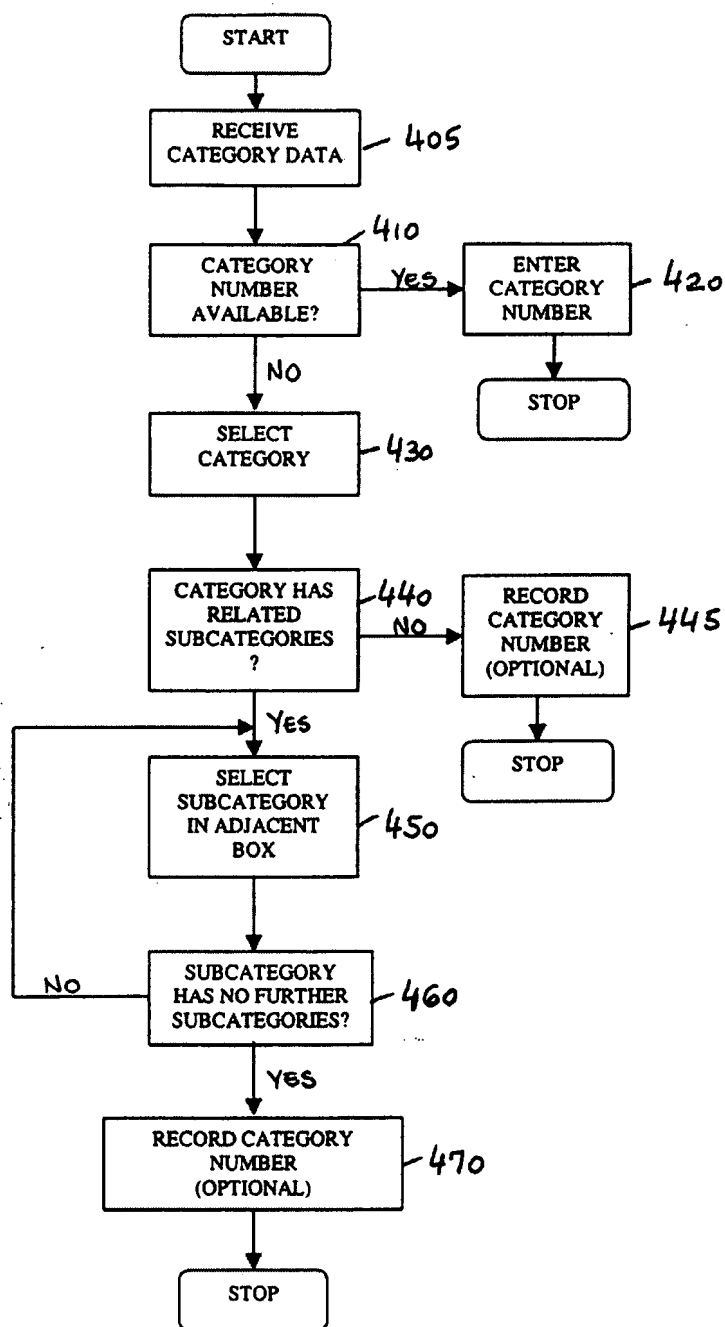 START
RECEIVE
CATEGORY DATA
405
410
CATEGORY
NUMBER
AVAILABLE?
YES
ENTER
CATEGORY
NUMBER
420
STOP
NO
SELECT
CATEGORY
430
CATEGORY HAS
RELATED
SUBCATEGORIES
?
440
NO
RECORD
CATEGORY
NUMBER
(OPTIONAL)
445
STOP
YES
SELECT
SUBCATEGORY
IN ADJACENT
BOX
450
NO
SUBCATEGORY
HAS NO FURTHER
SUBCATEGORIES?
460
YES
RECORD CATEGORY
NUMBER
(OPTIONAL)
470
STOP